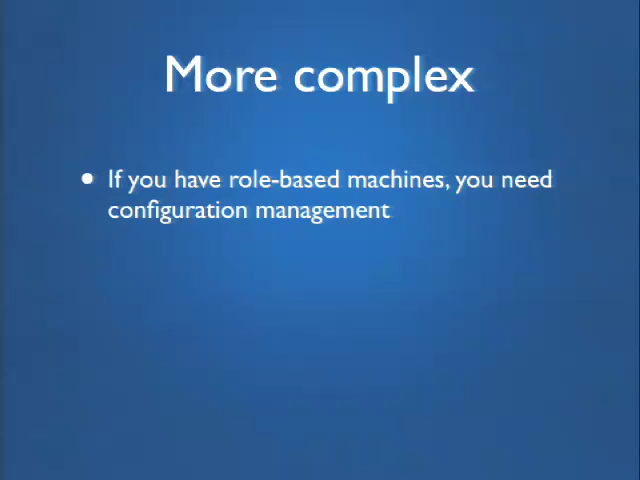 More complex
• If you have role-based machines, you need
configuration management